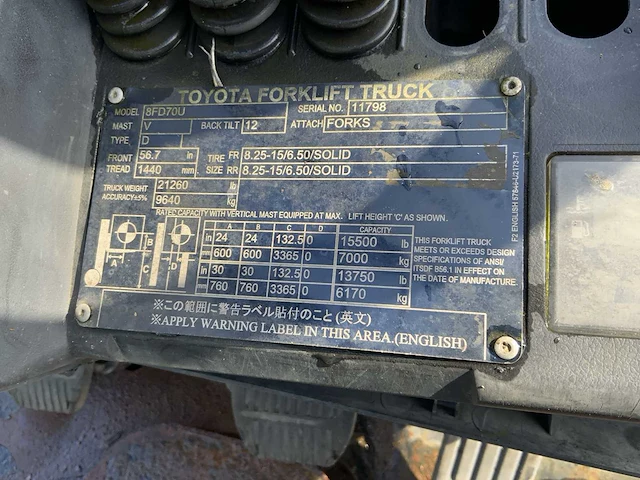 TOYOTA FORKLIFT TRUCK
MODEL 8FD70U SERIAL NO. 11798
MAST V BACK TILT 12 ATTACH FORKS
TYPE D
FRONT TREAD 56.7 in TIRE SIZE FR 8.25-15/6.50/SOLID
1440 mm RR 8.25-15/6.50/SOLID
TRUCK WEIGHT 21260 lb
ACCURACY±5% 9640 kg
RATED CAPACITY WITH VERTICAL MAST EQUIPPED AT MAX. LIFT HEIGHT 'C' AS SHOWN.
A B C D CAPACITY
in 24 24 132.5 0 15500 lb
mm 600 600 3365 0 7000 kg
in 30 30 132.5 0 13750 lb
mm 760 760 3365 0 6170 kg
A B C D
THIS FORKLIFT TRUCK
MEETS OR EXCEEDS DESIGN
SPECIFICATIONS OF ANSI/
ITSDF B56.1 IN EFFECT ON
THE DATE OF MANUFACTURE.
※この範囲に警告ラベル貼付のこと(英文)
※APPLY WARNING LABEL IN THIS AREA.(ENGLISH)
F2 ENGLISH